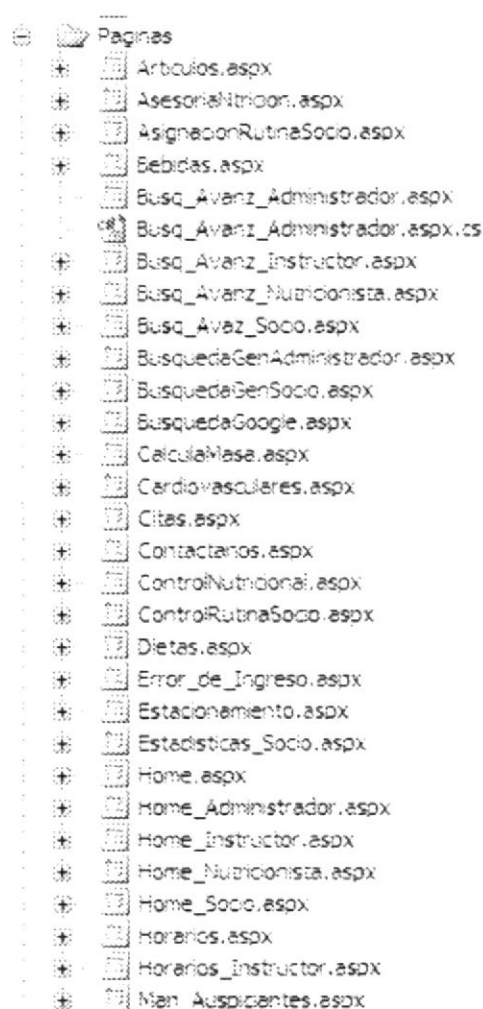 Paginas
Articulos.aspx
AsesoriaNtricion.aspx
AsignacionRutinaSocio.aspx
Bebidas.aspx
Busq_Avanz_Administrador.aspx
Busq_Avanz_Administrador.aspx.cs
Busq_Avanz_Instructor.aspx
Busq_Avanz_Nutricionista.aspx
Busq_Avaz_Socio.aspx
BusquedaGenAdministrador.aspx
BusquedaGenSocio.aspx
BusquedaGoogle.aspx
CalculaMasa.aspx
Cardiovasculares.aspx
Citas.aspx
Contactanos.aspx
ControlNutricional.aspx
ControlRutinaSocio.aspx
Dietas.aspx
Error_de_Ingreso.aspx
Estacionamiento.aspx
Estadisticas_Socio.aspx
Home.aspx
Home_Administrador.aspx
Home_Instructor.aspx
Home_Nutricionista.aspx
Home_Socio.aspx
Horarios.aspx
Horarios_Instructor.aspx
Man_Auspiciantes.aspx